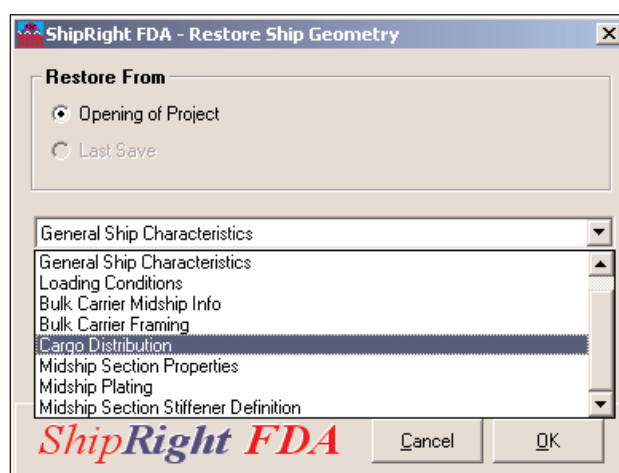 ShipRight FDA - Restore Ship Geometry
Restore From
Opening of Project
Last Save
General Ship Characteristics
General Ship Characteristics
Loading Conditions
Bulk Carrier Midship Info
Bulk Carrier Framing
Cargo Distribution
Midship Section Properties
Midship Plating
Midship Section Stiffener Definition
ShipRight FDA
Cancel
OK